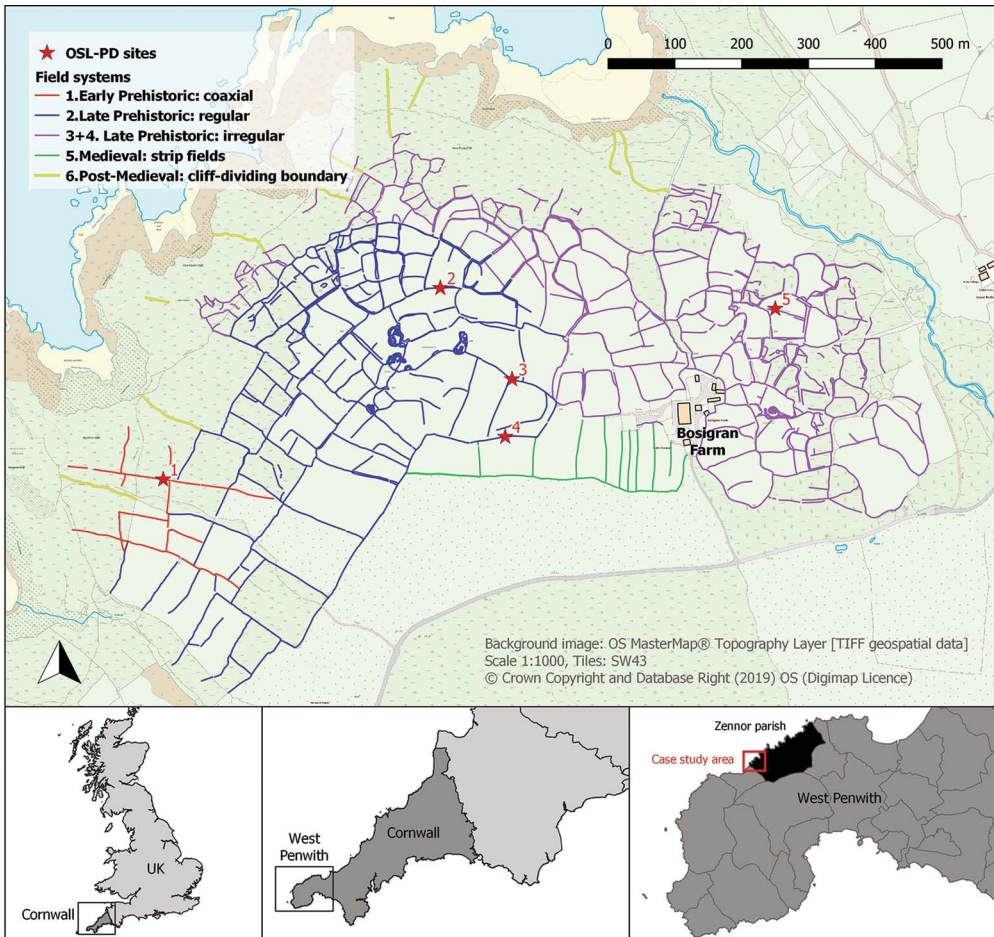 OSL-PD sites
Field systems
1.Early Prehistoric: coaxial
2.Late Prehistoric: regular
3+4. Late Prehistoric: irregular
5.Medieval: strip fields
6.Post-Medieval: cliff-dividing boundary
0 100 200 300 400 500 m
2
5
3
4
Bosigran
Farm
1
Background image: OS MasterMap® Topography Layer [TIFF geospatial data]
Scale 1:1000, Tiles: SW43
© Crown Copyright and Database Right (2019) OS (Digimap Licence)
UK
Cornwall
West
Penwith
Cornwall
Zennor parish
Case study area
West Penwith